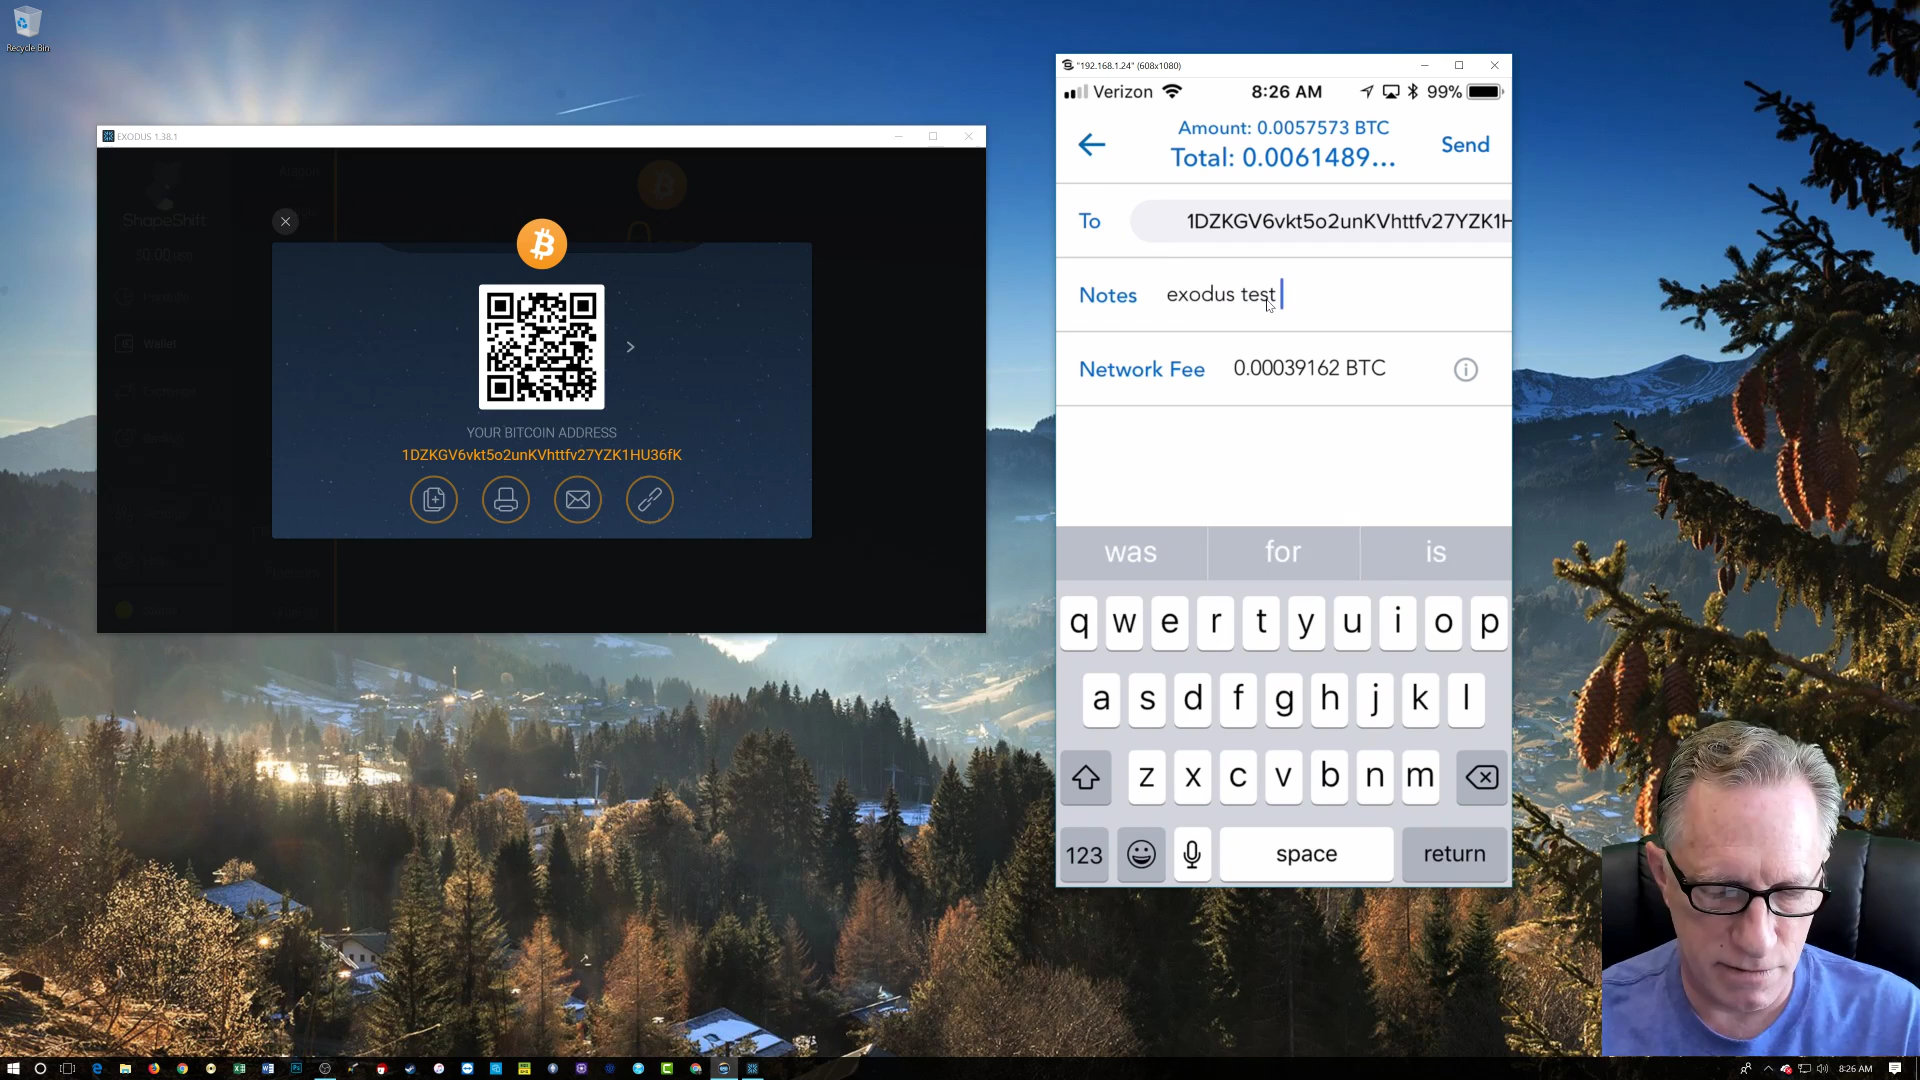 Recycle Bin
EXODUS 1.38.1
ShapeShift
Wallet
YOUR BITCOIN ADDRESS
1DZKGV6vkt5o2unKVhttfv27YZK1HU36fK
"192.168.1.24" (608x1080)
Verizon 8:26 AM 99%
Amount: 0.0057573 BTC
Total: 0.0061489...
Send
To 1DZKGV6vkt5o2unKVhttfv27YZK1H
Notes exodus test
Network Fee 0.00039162 BTC
was for is
q w e r t y u i o p
a s d f g h j k l
z x c v b n m
123 space return
8:26 AM